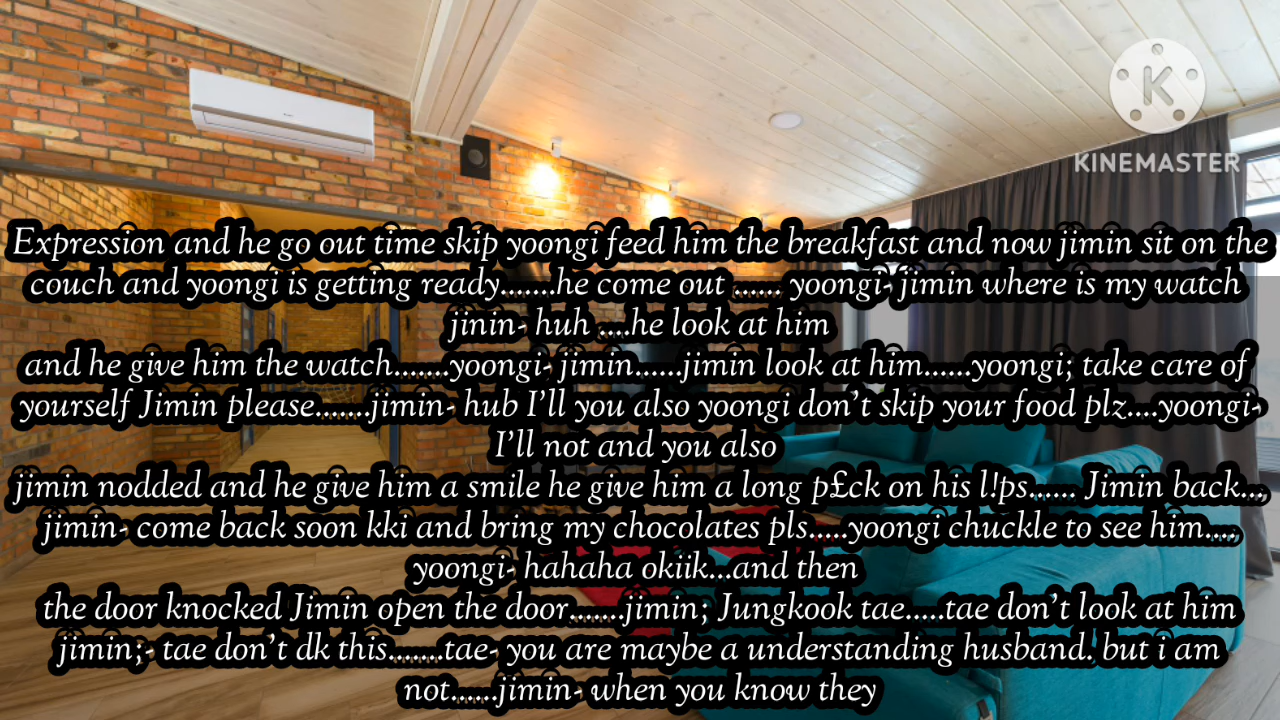 KINEMASTER
Expression and he go out time skip yoongi feed him the breakfast and now jimin sit on the
couch and yoongi is getting ready.......he come out ....... yoongi- jimin where is my watch
jinin- huh ....he look at him
and he give him the watch.......yoongi- jimin......jimin look at him......yoongi; take care of
yourself Jimin please.......jimin- hub I'll you also yoongi don't skip your food plz....yoongi-
I'll not and you also
jimin nodded and he give him a smile he give him a long p£ck on his l!ps...... Jimin back...
jimin- come back soon kki and bring my chocolates pls.....yoongi chuckle to see him....
yoongi- hahaha okiik...and then
the door knocked Jimin open the door.......jimin; Jungkook tae.....tae don't look at him
jimin;- tae don't dk this........tae- you are maybe a understanding husband. but i am
not......jimin- when you know they